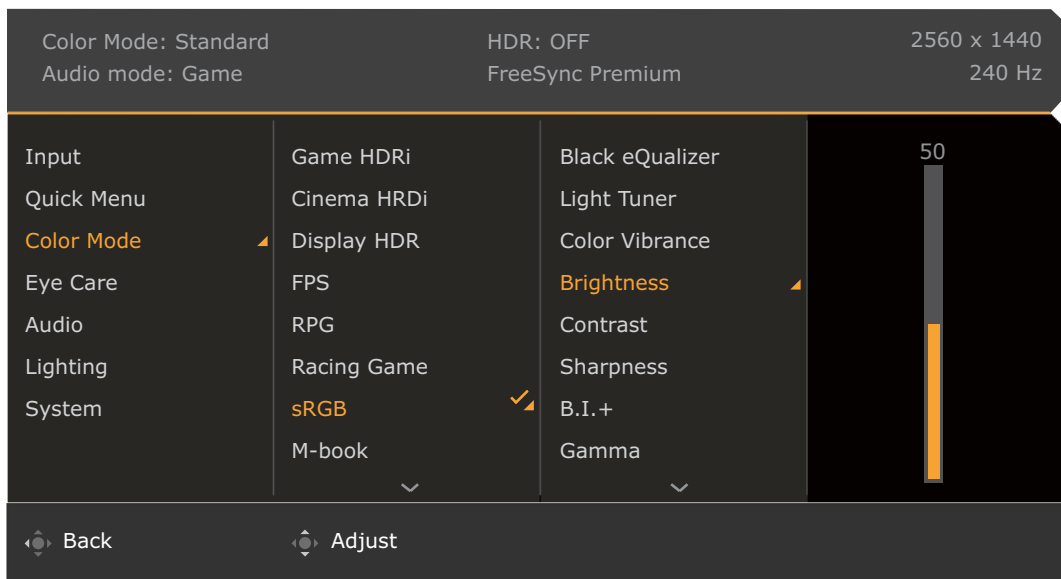 Color Mode: Standard
Audio mode: Game
HDR: OFF
FreeSync Premium
2560 x 1440
240 Hz
Input
Quick Menu
Color Mode
Eye Care
Audio
Lighting
System
Game HDRi
Cinema HRDi
Display HDR
FPS
RPG
Racing Game
sRGB
M-book
Black eQualizer
Light Tuner
Color Vibrance
Brightness
Contrast
Sharpness
B.I.+
Gamma
50
Back
Adjust